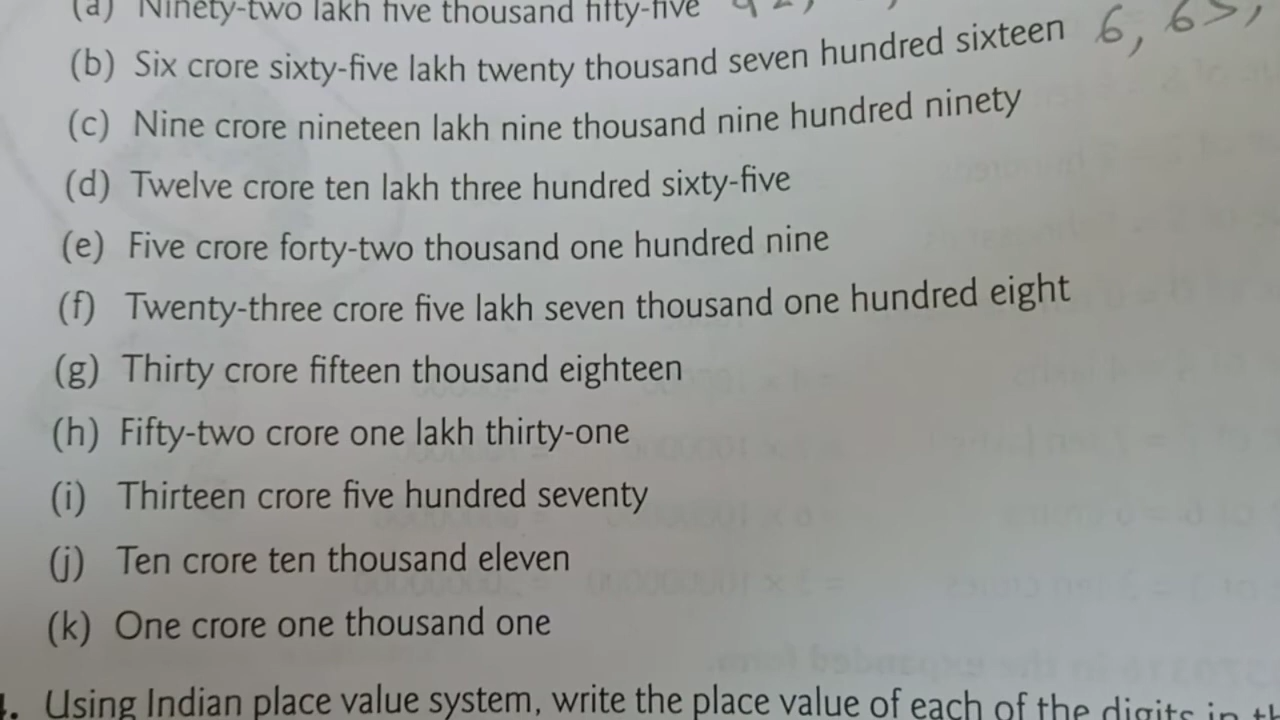 (a) Ninety-two lakh five thousand fifty-five 92,
(b) Six crore sixty-five lakh twenty thousand seven hundred sixteen 6, 65,
(c) Nine crore nineteen lakh nine thousand nine hundred ninety
(d) Twelve crore ten lakh three hundred sixty-five
(e) Five crore forty-two thousand one hundred nine
(f) Twenty-three crore five lakh seven thousand one hundred eight
(g) Thirty crore fifteen thousand eighteen
(h) Fifty-two crore one lakh thirty-one
(i) Thirteen crore five hundred seventy
(j) Ten crore ten thousand eleven
(k) One crore one thousand one
Using Indian place value system, write the place value of each of the digits in